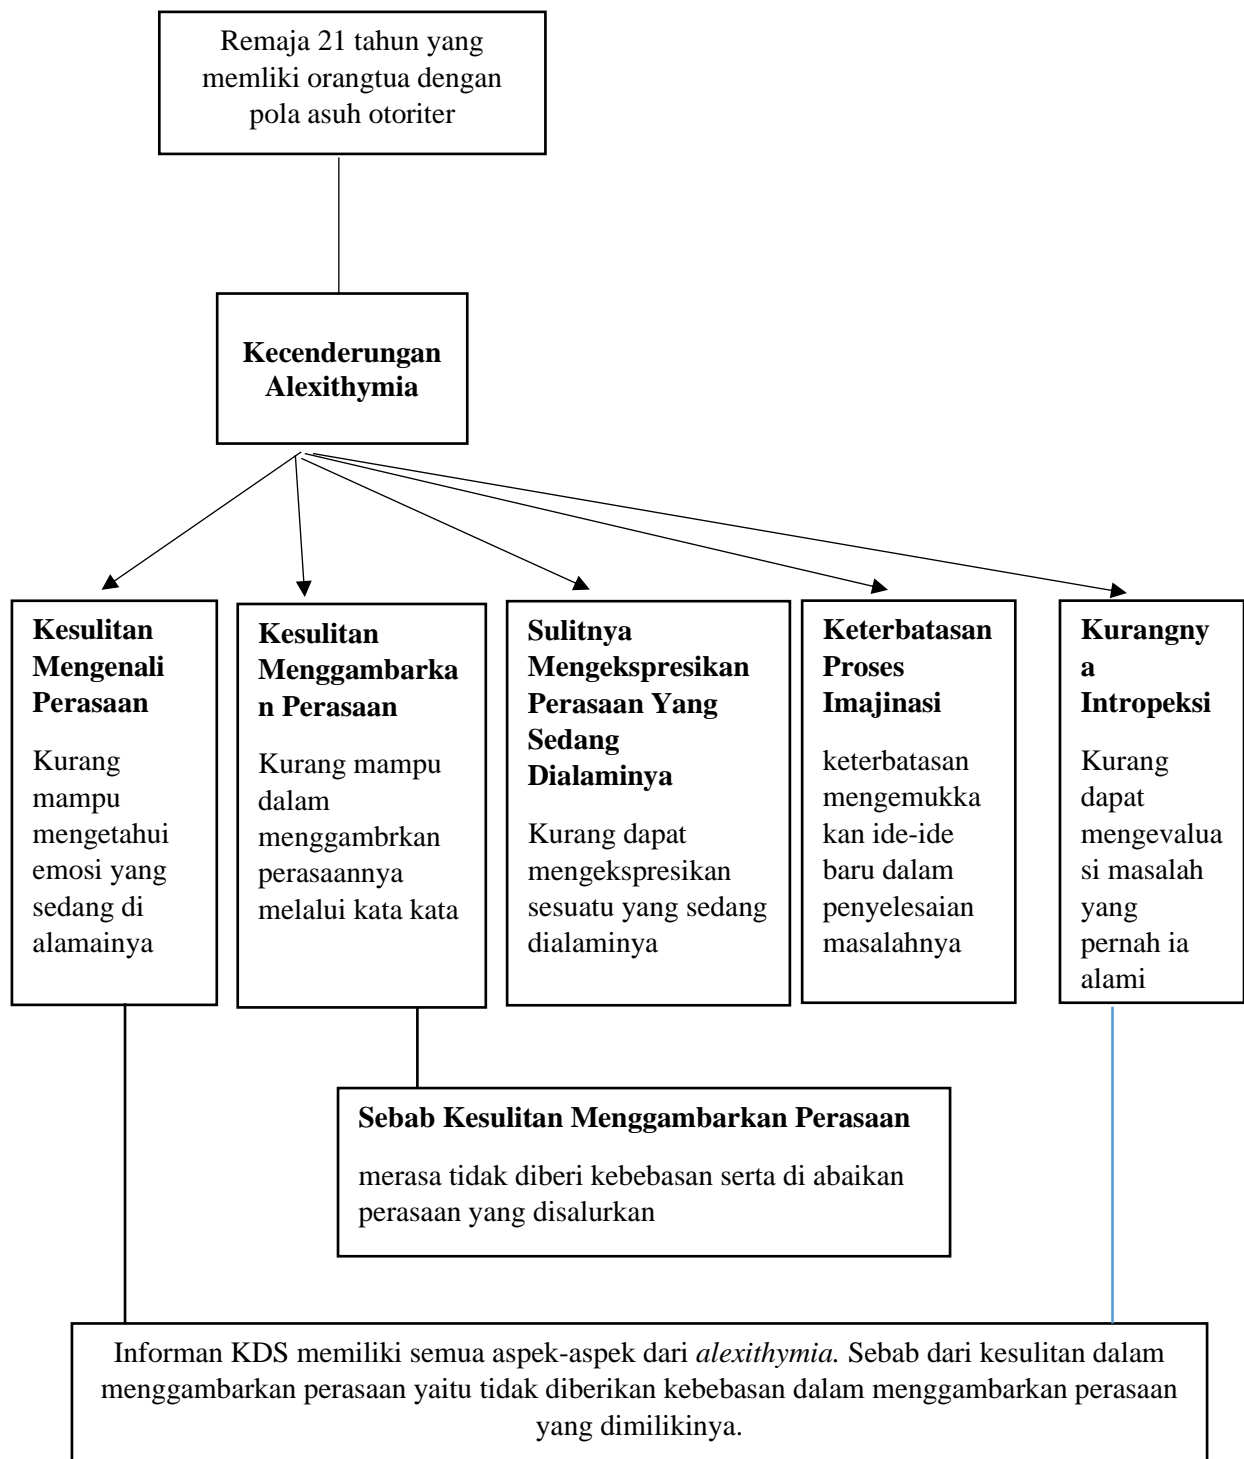 Remaja 21 tahun yang
memliki orangtua dengan
pola asuh otoriter
Kecenderungan
Alexithymia
Kesulitan
Mengenali
Perasaan
Kurang
mampu
mengetahui
emosi yang
sedang di
alamainya
Kesulitan
Menggambarka
n Perasaan
Kurang mampu
dalam
menggambrkan
perasaannya
melalui kata kata
Sulitnya
Mengekspresikan
Perasaan Yang
Sedang
Dialaminya
Kurang dapat
mengekspresikan
sesuatu yang sedang
dialaminya
Keterbatasan
Proses
Imajinasi
keterbatasan
mengemukka
kan ide-ide
baru dalam
penyelesaian
masalahnya
Kurangny
a
Intropeksi
Kurang
dapat
mengevalua
si masalah
yang
pernah ia
alami
Sebab Kesulitan Menggambarkan Perasaan
merasa tidak diberi kebebasan serta di abaikan
perasaan yang disalurkan
Informan KDS memiliki semua aspek-aspek dari alexithymia. Sebab dari kesulitan dalam
menggambarkan perasaan yaitu tidak diberikan kebebasan dalam menggambarkan perasaan
yang dimilikinya.